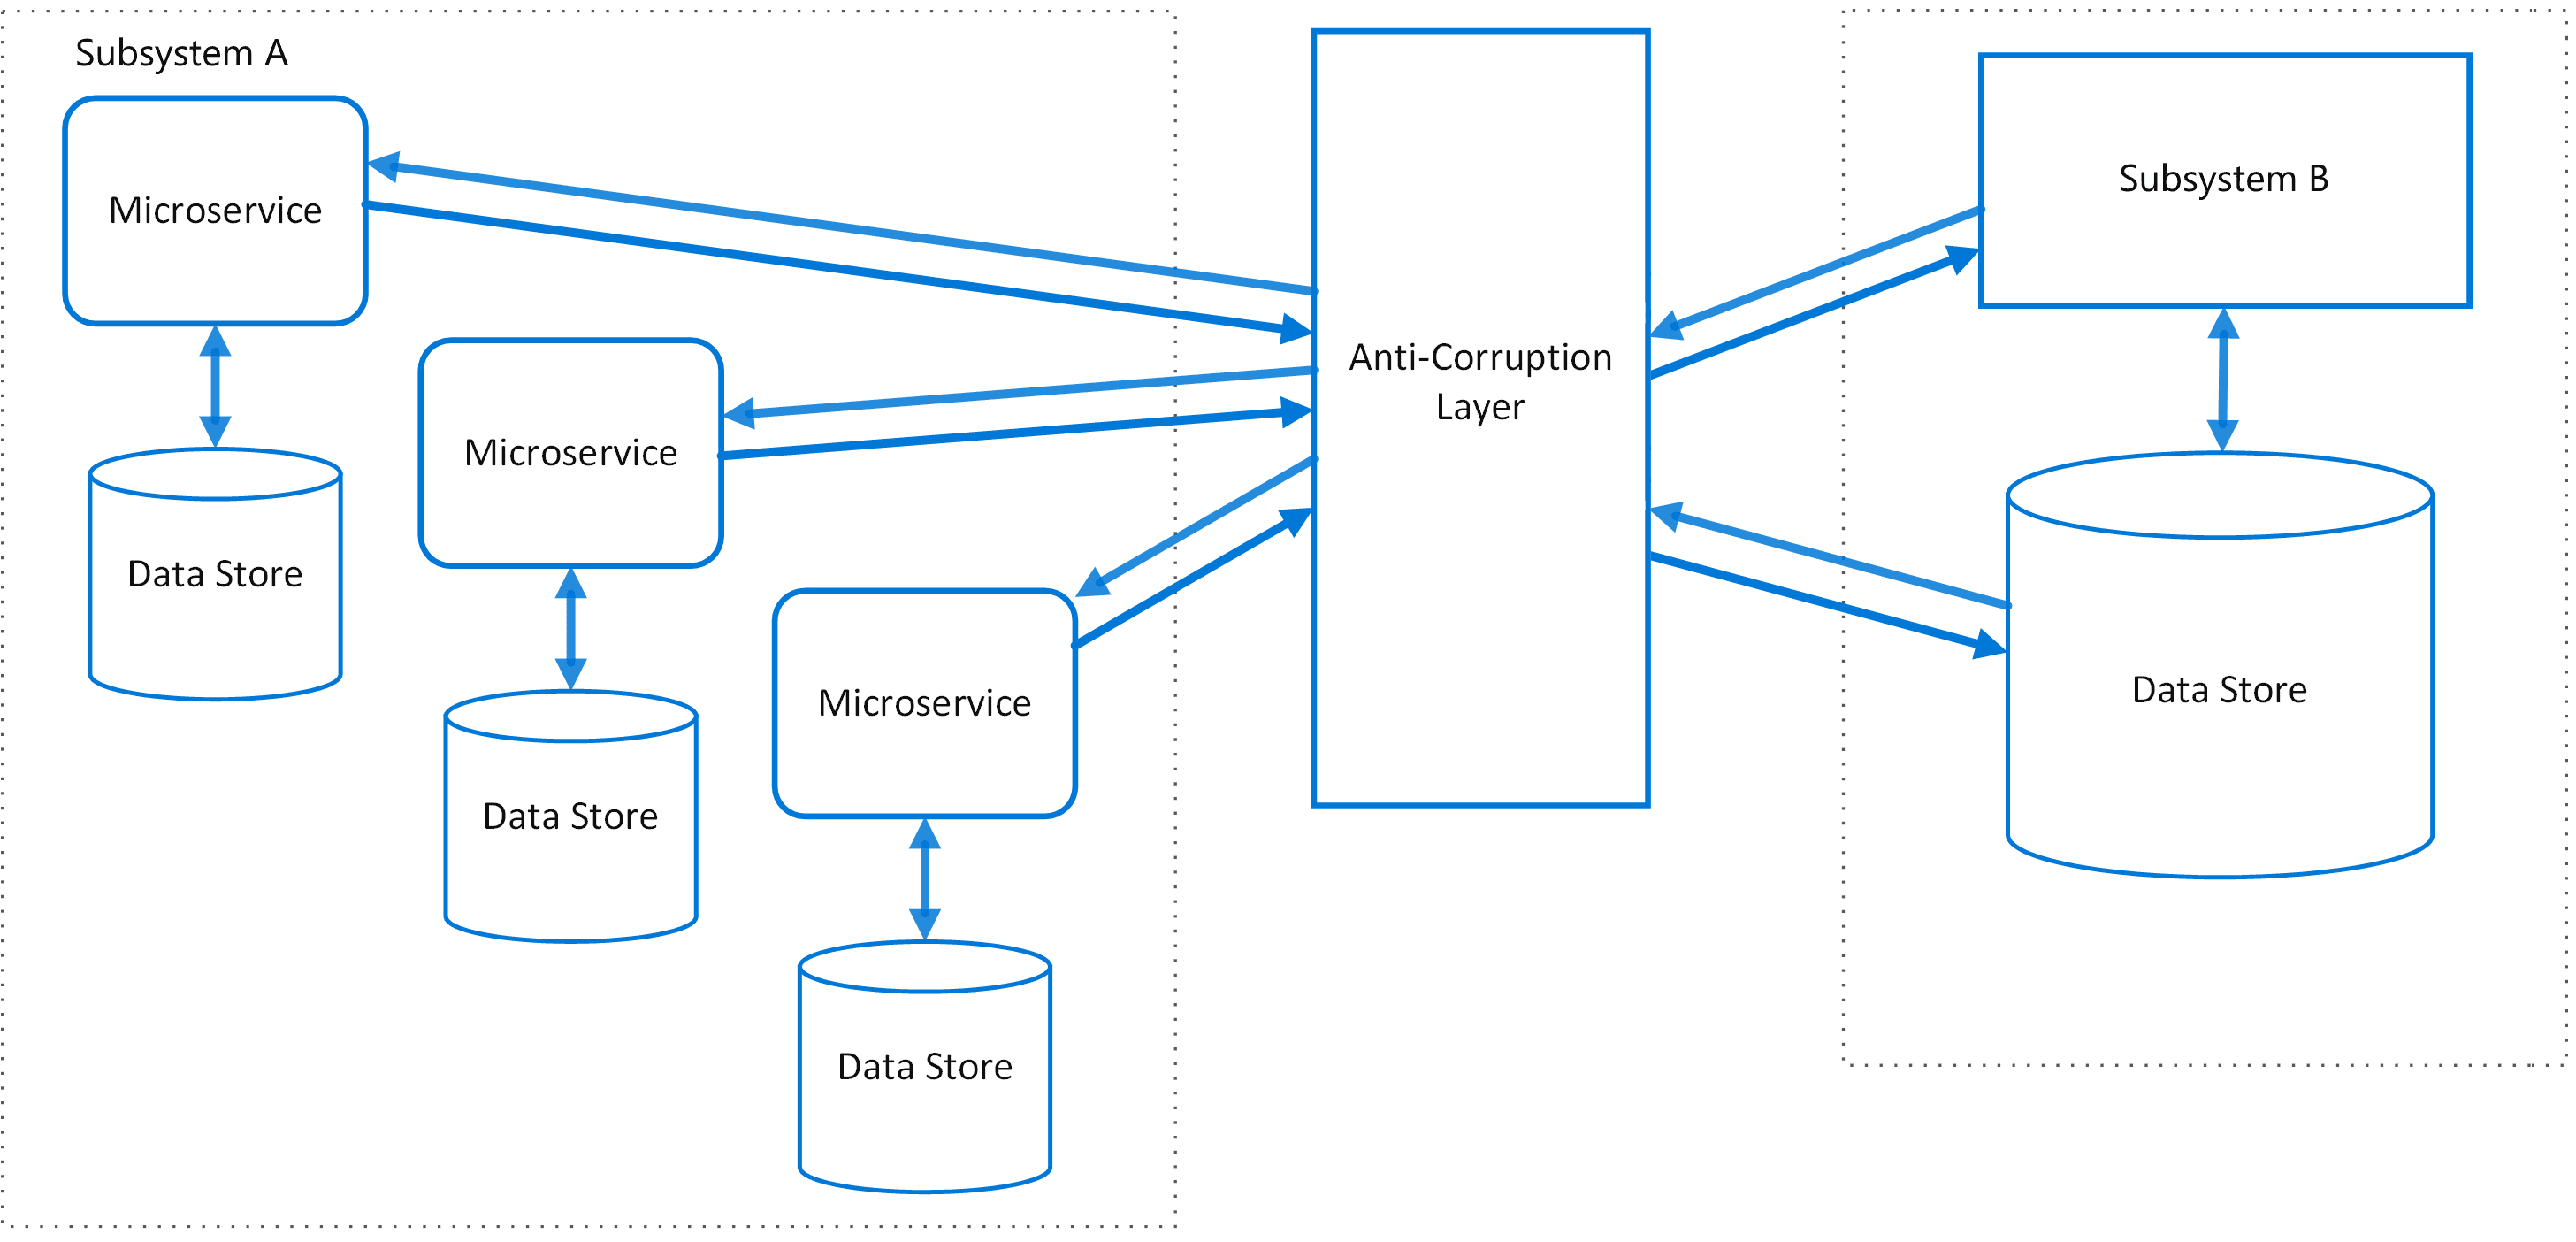 Subsystem A
Microservice
Data Store
Microservice
Data Store
Microservice
Data Store
Anti-Corruption
Layer
Subsystem B
Data Store